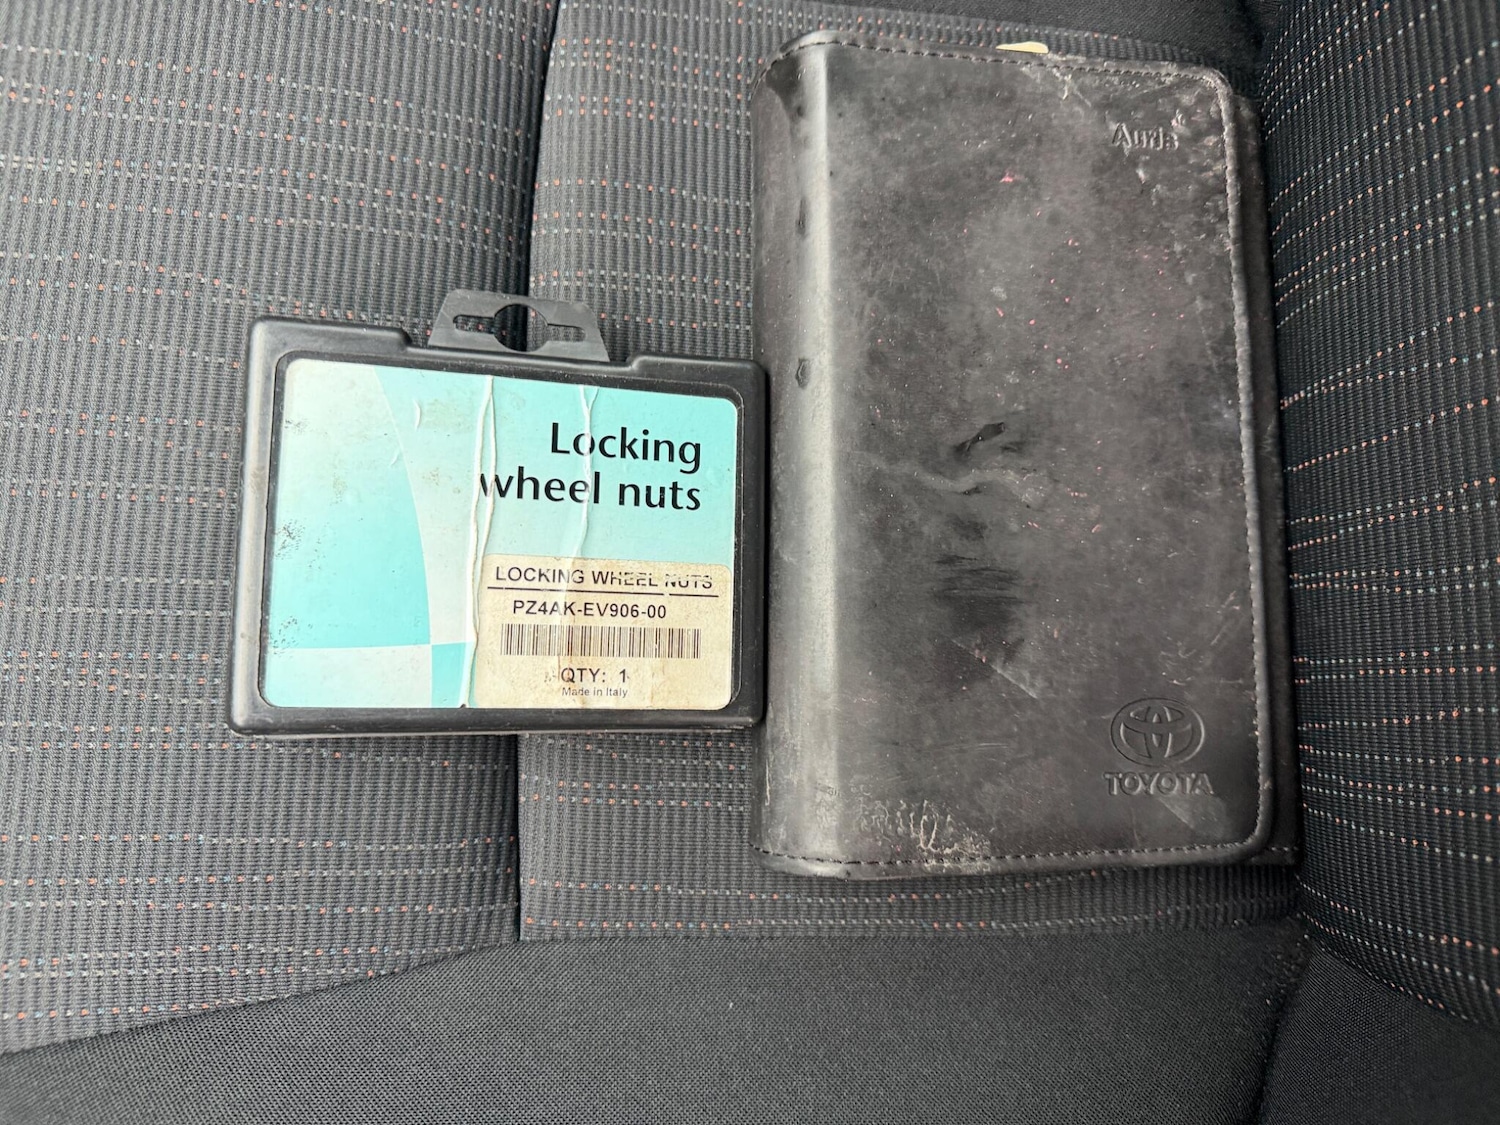 Locking
wheel nuts
LOCKING WHEEL NUTS
PZ4AK-EV906-00
QTY: 1
Made in Italy
Auris
TOYOTA